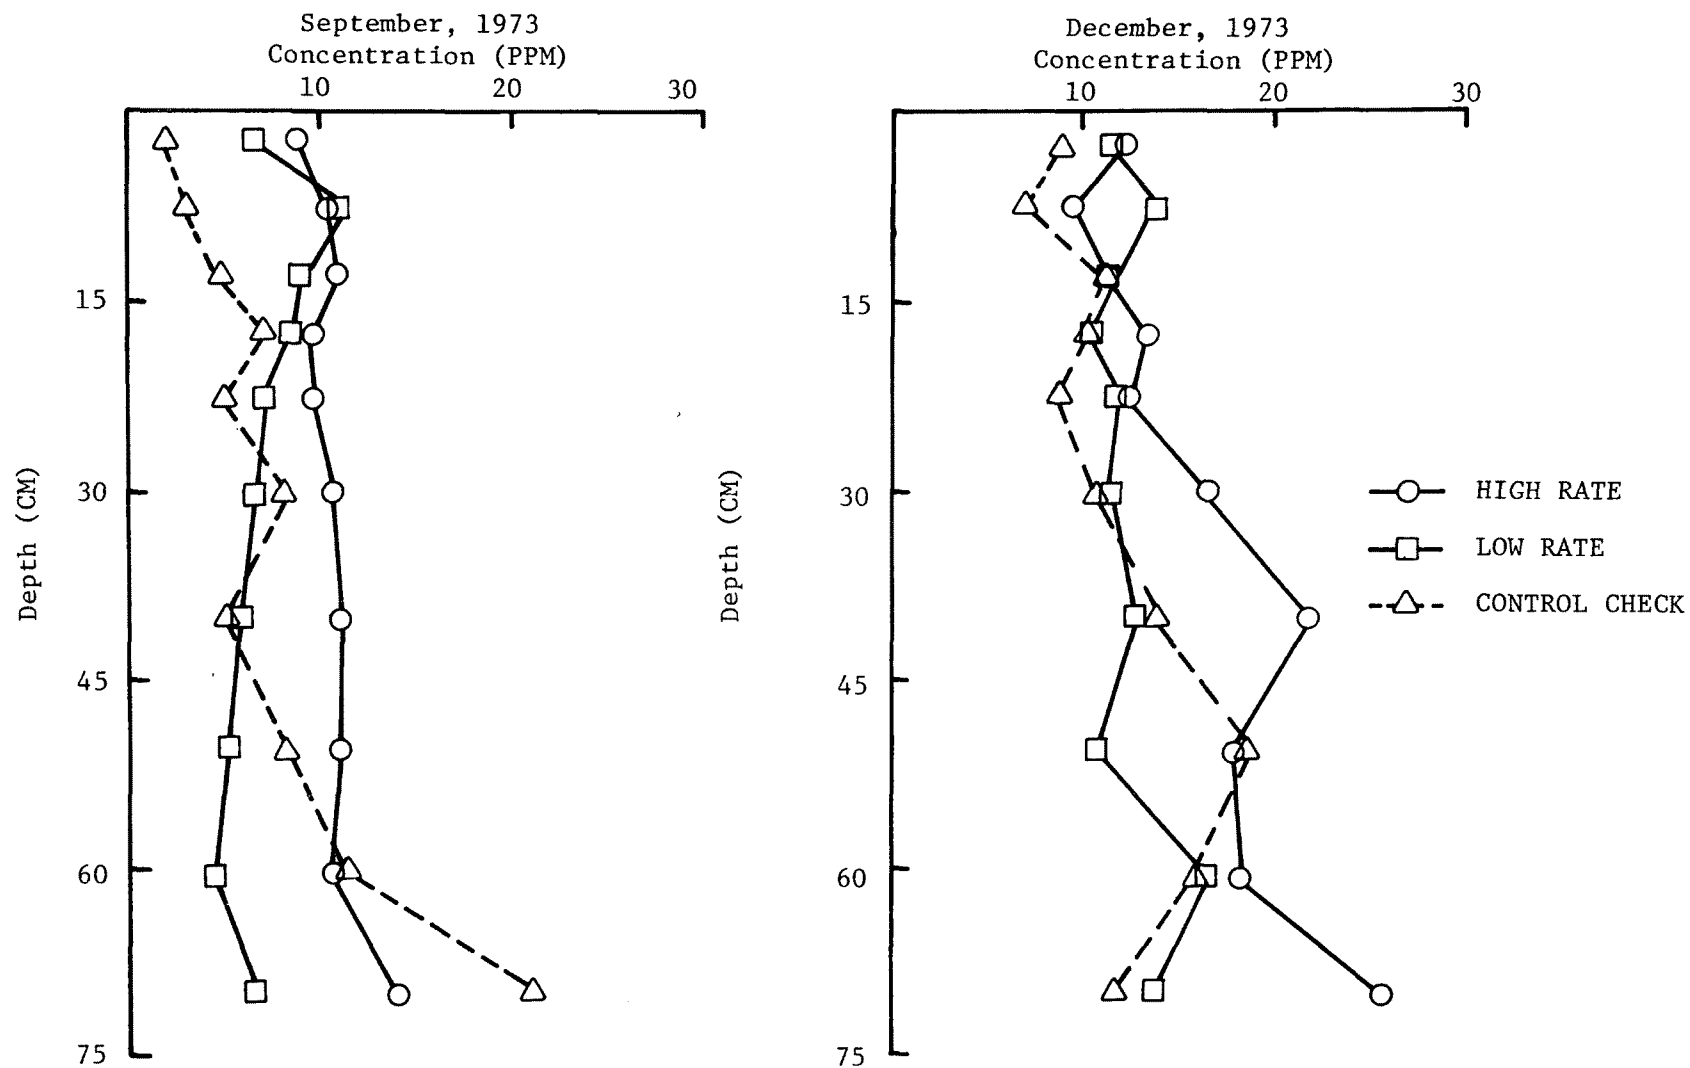 September, 1973
Concentration (PPM)
10 20 30
15
30
45
60
75
Depth (CM)
December, 1973
Concentration (PPM)
10 20 30
15
30
45
60
75
Depth (CM)
HIGH RATE
LOW RATE
CONTROL CHECK